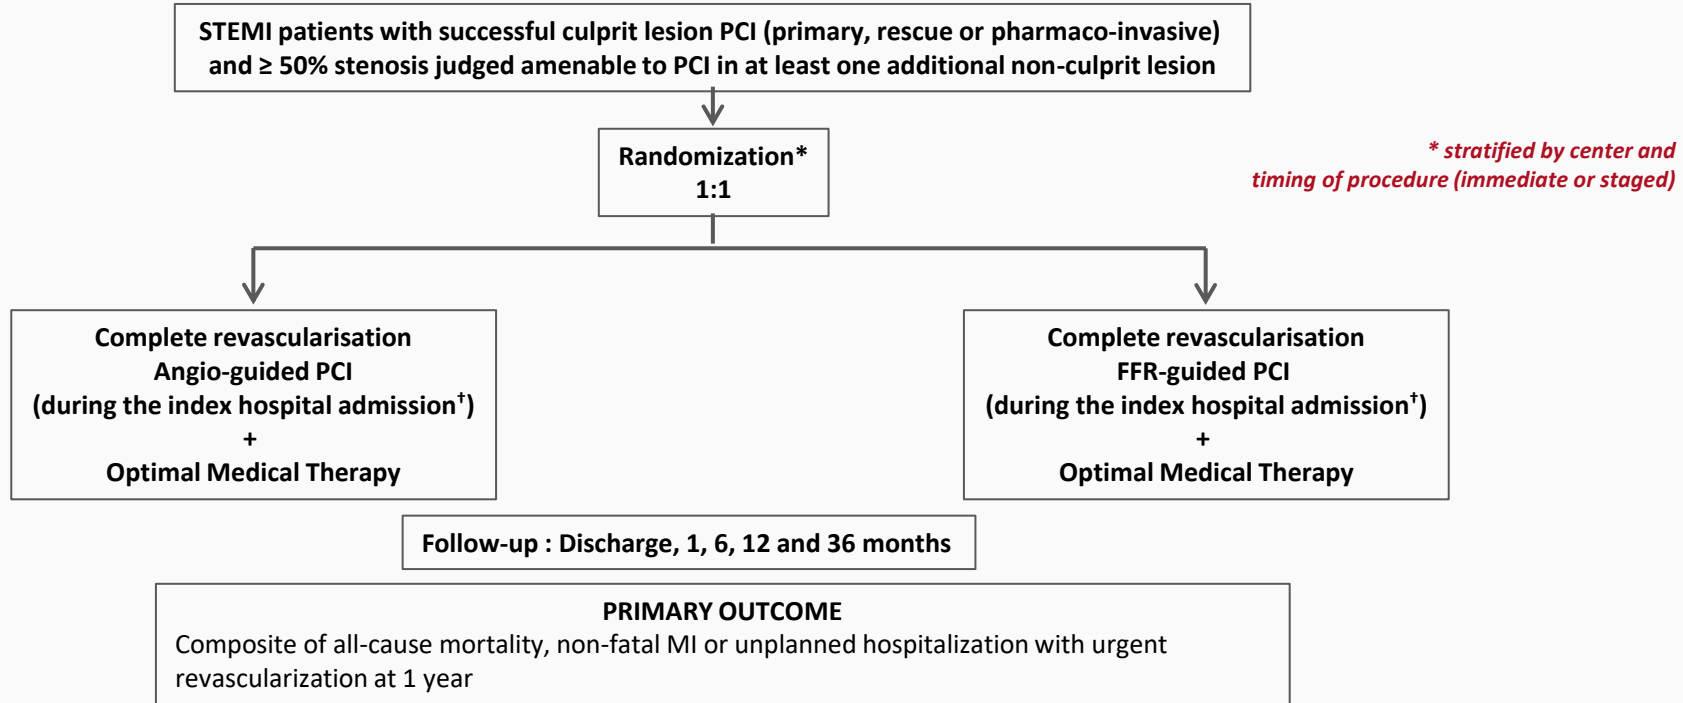 STEMI patients with successful culprit lesion PCI (primary, rescue or pharmaco-invasive)
and ≥ 50% stenosis judged amenable to PCI in at least one additional non-culprit lesion
Randomization*
1:1
* stratified by center and
timing of procedure (immediate or staged)
Complete revascularisation
Angio-guided PCI
(during the index hospital admission†)
+
Optimal Medical Therapy
Complete revascularisation
FFR-guided PCI
(during the index hospital admission†)
+
Optimal Medical Therapy
Follow-up : Discharge, 1, 6, 12 and 36 months
PRIMARY OUTCOME
Composite of all-cause mortality, non-fatal MI or unplanned hospitalization with urgent
revascularization at 1 year